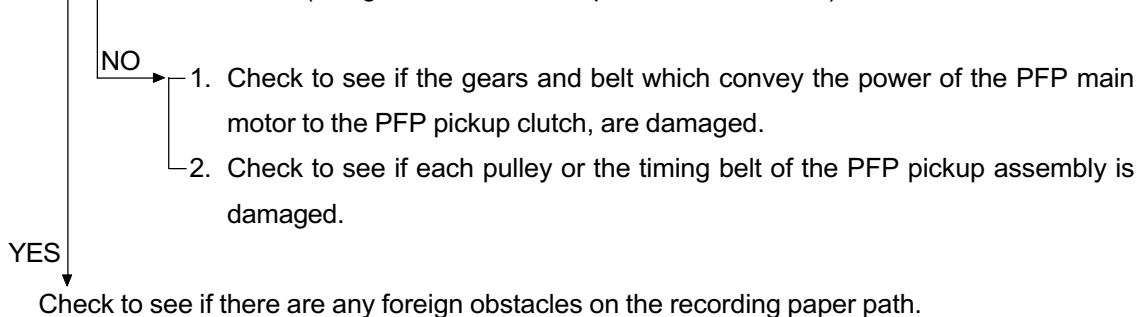 NO
1. Check to see if the gears and belt which convey the power of the PFP main
motor to the PFP pickup clutch, are damaged.
2. Check to see if each pulley or the timing belt of the PFP pickup assembly is
damaged.
YES
Check to see if there are any foreign obstacles on the recording paper path.